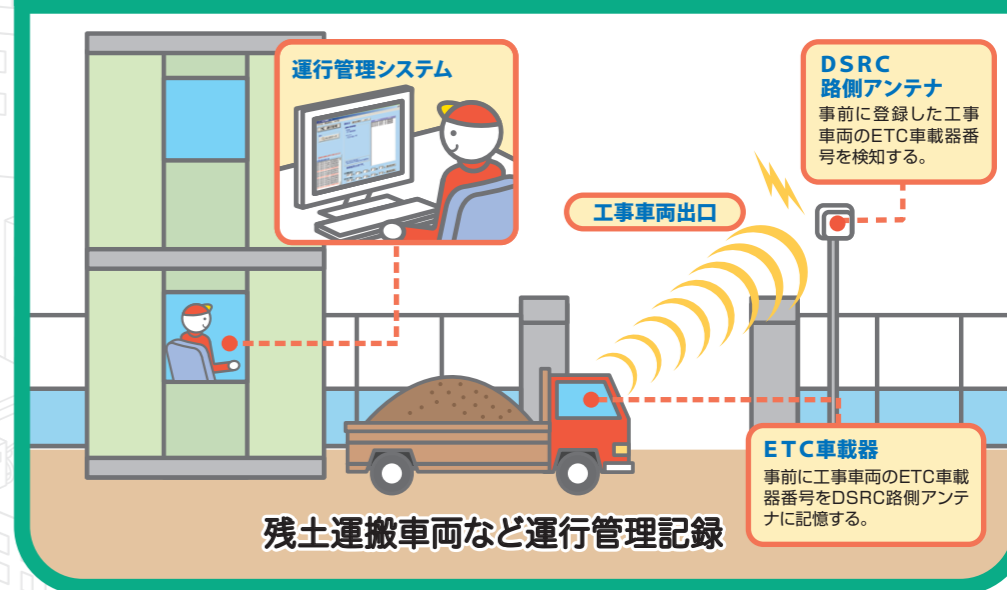 運行管理システム
DSRC
路側アンテナ
事前に登録した工事
車両のETC車載器番
号を検知する。
工事車両出口
ETC車載器
事前に工事車両のETC車載
器番号をDSRC路側アンテ
ナに記憶する。
残土運搬車両など運行管理記録